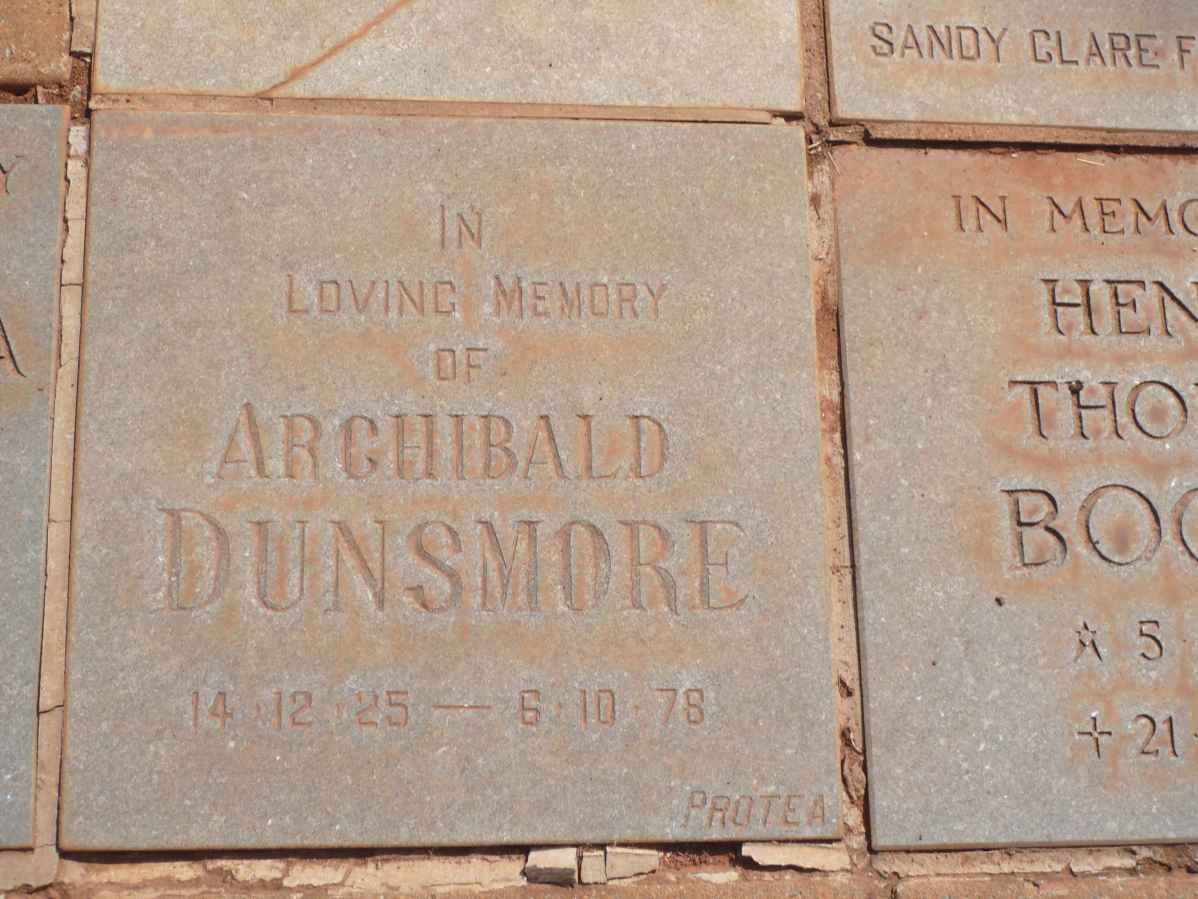 SANDY CLARE F
IN
LOVING MEMORY
OF
ARCHIBALD
DUNSMORE
14·12·25 — 6·10·78
PROTEA
IN MEMO
HEN
THO
BOO
5
21
Y
A